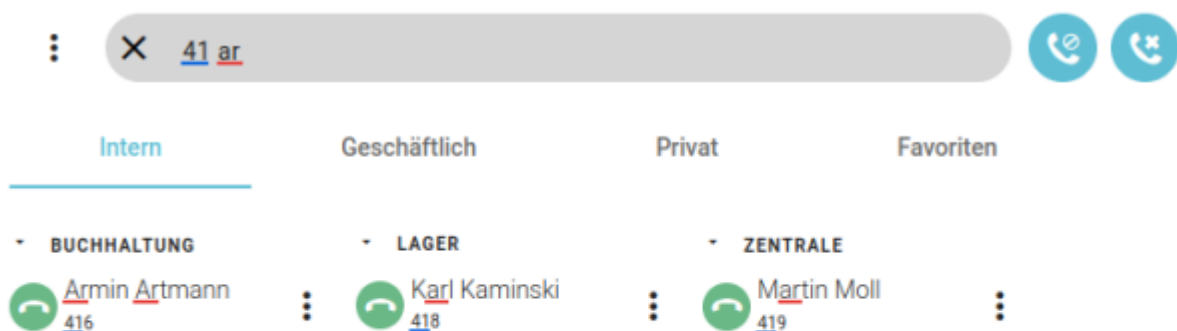 41 ar
Intern Geschäftlich Privat Favoriten
BUCHHALTUNG LAGER ZENTRALE
Armin Artmann Karl Kaminski Martin Moll
416 418 419